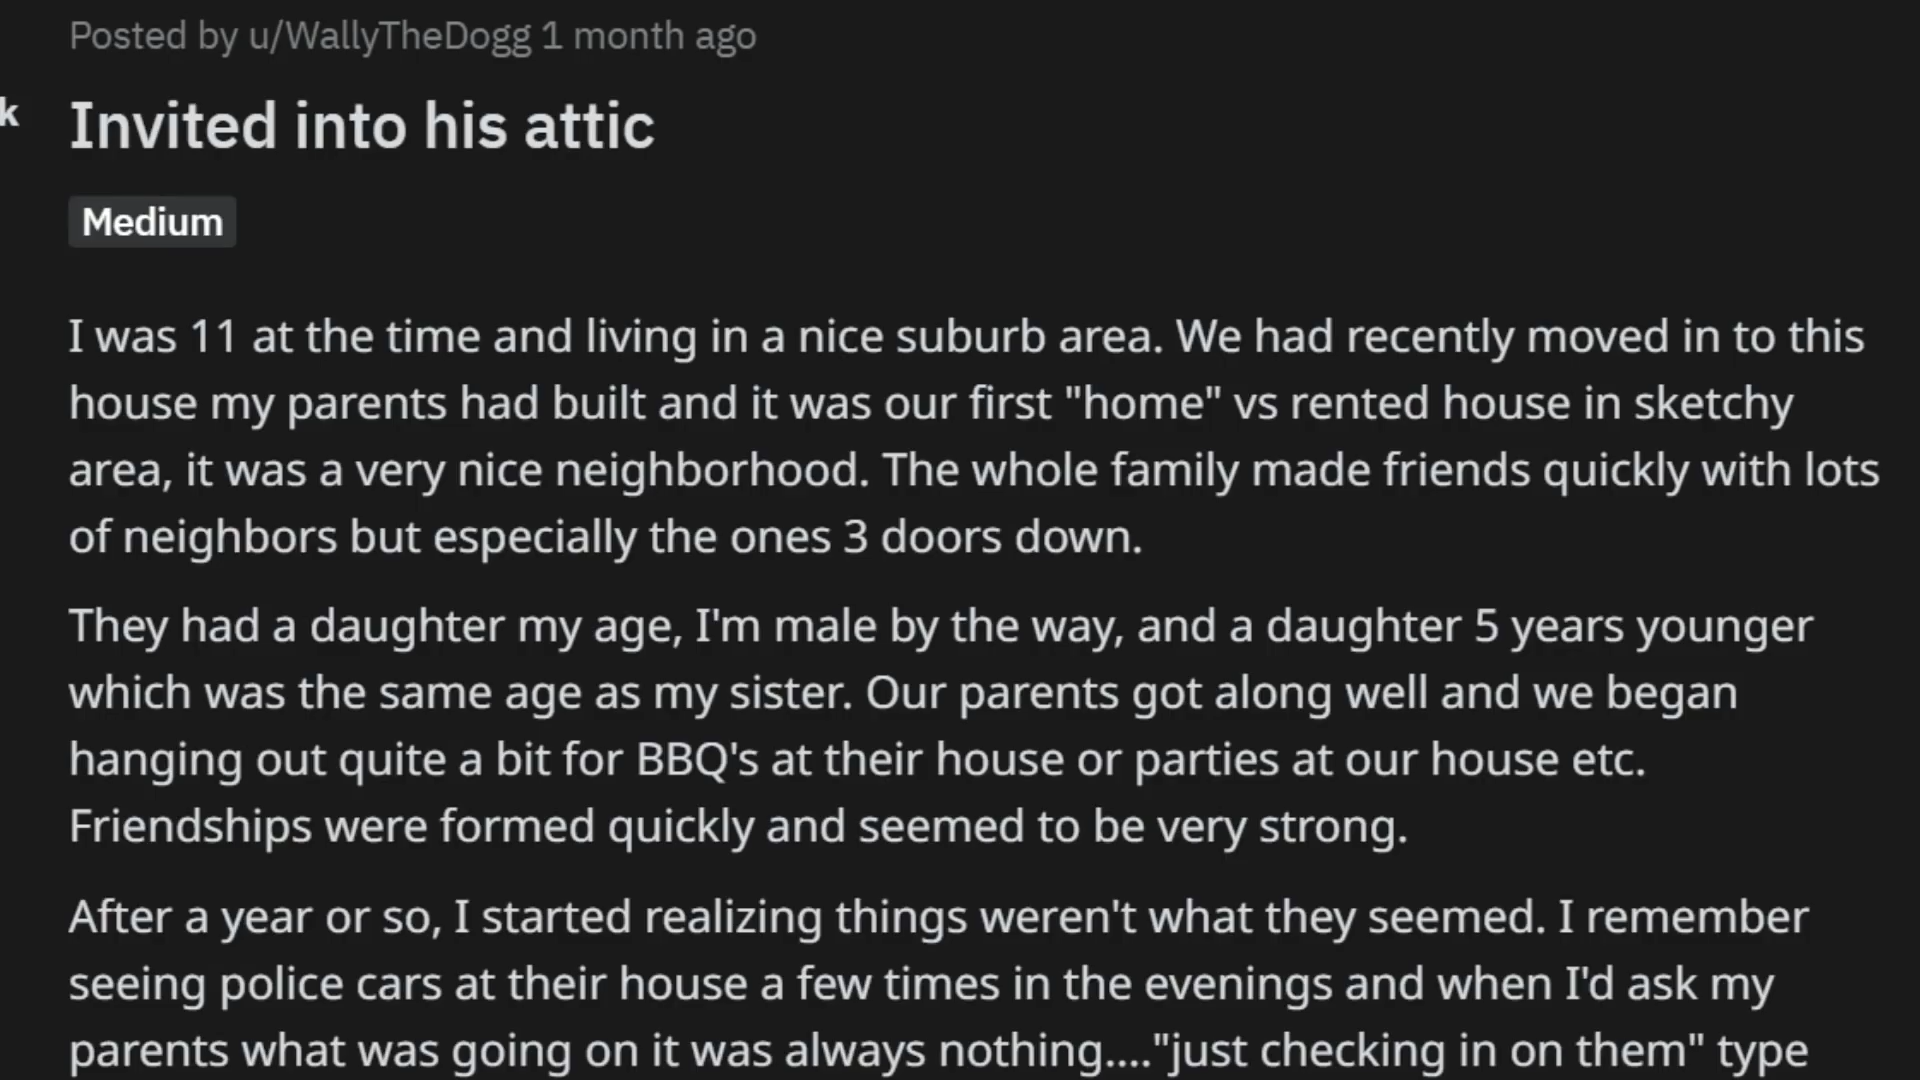 Posted by u/WallyTheDogg 1 month ago
k
Invited into his attic
Medium
I was 11 at the time and living in a nice suburb area. We had recently moved in to this
house my parents had built and it was our first "home" vs rented house in sketchy
area, it was a very nice neighborhood. The whole family made friends quickly with lots
of neighbors but especially the ones 3 doors down.
They had a daughter my age, I'm male by the way, and a daughter 5 years younger
which was the same age as my sister. Our parents got along well and we began
hanging out quite a bit for BBQ's at their house or parties at our house etc.
Friendships were formed quickly and seemed to be very strong.
After a year or so, I started realizing things weren't what they seemed. I remember
seeing police cars at their house a few times in the evenings and when I'd ask my
parents what was going on it was always nothing...."just checking in on them" type